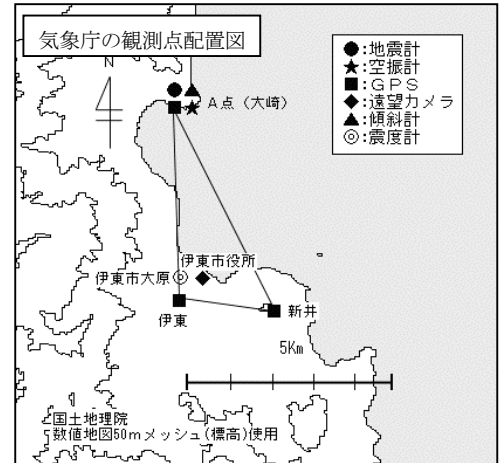 気象庁の観測点配置図
N
●:地震計
★:空振計
■:GPS
◆:遠望カメラ
▲:傾斜計
◎:震度計
A点(大崎)
伊東市役所
伊東市大原
伊東
新井
5Km
国土地理院
数値地図50mメッシュ(標高)使用